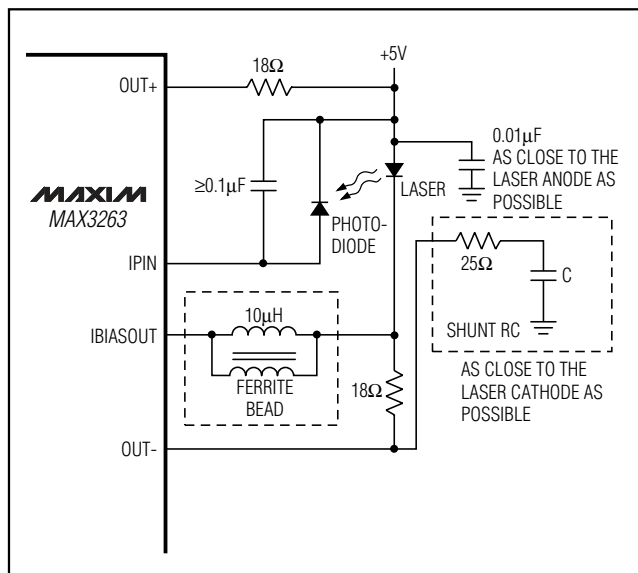 +5V
18Ω
OUT+
0.01μF
AS CLOSE TO THE
LASER ANODE AS
POSSIBLE
≥0.1μF
LASER
MAXIM
MAX3263
PHOTO-
DIODE
IPIN
25Ω
C
SHUNT RC
10μH
IBIASOUT
FERRITE
BEAD
18Ω
AS CLOSE TO THE
LASER CATHODE AS
POSSIBLE
OUT-